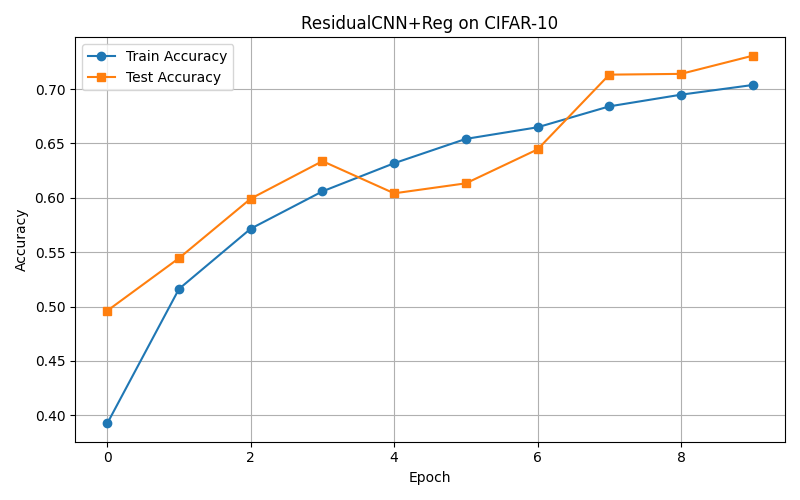 ResidualCNN+Reg on CIFAR-10
Train Accuracy
Test Accuracy
0.70
0.65
0.60
0.55
0.50
0.45
0.40
Accuracy
0 2 4 6 8
Epoch